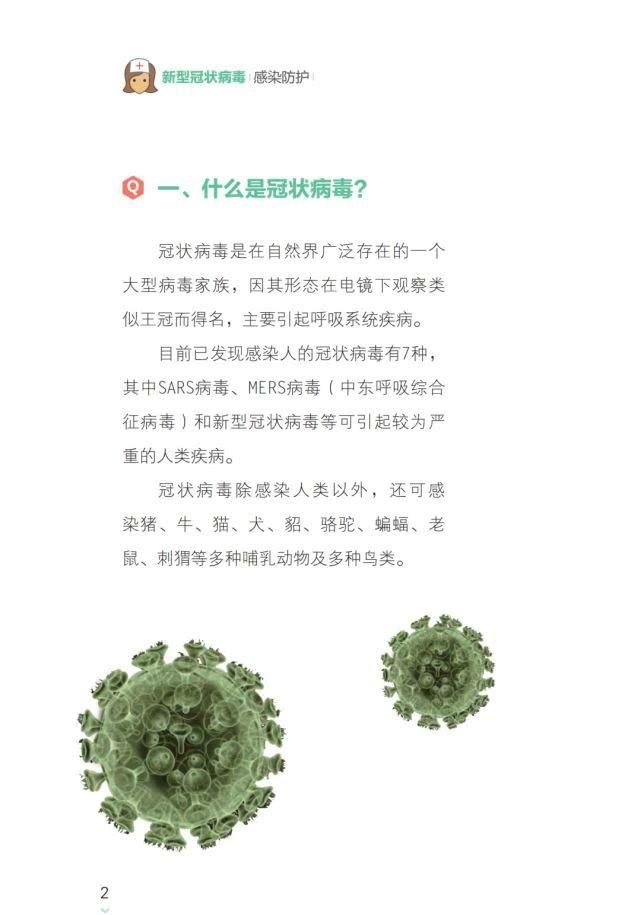 新型冠状病毒 感染防护
Q 一、什么是冠状病毒？
冠状病毒是在自然界广泛存在的一个
大型病毒家族，因其形态在电镜下观察类
似王冠而得名，主要引起呼吸系统疾病。
目前已发现感染人的冠状病毒有7种，
其中SARS病毒、MERS病毒（中东呼吸综合
征病毒）和新型冠状病毒等可引起较为严
重的人类疾病。
冠状病毒除感染人类以外，还可感
染猪、牛、猫、犬、貂、骆驼、蝙蝠、老
鼠、刺猬等多种哺乳动物及多种鸟类。
2